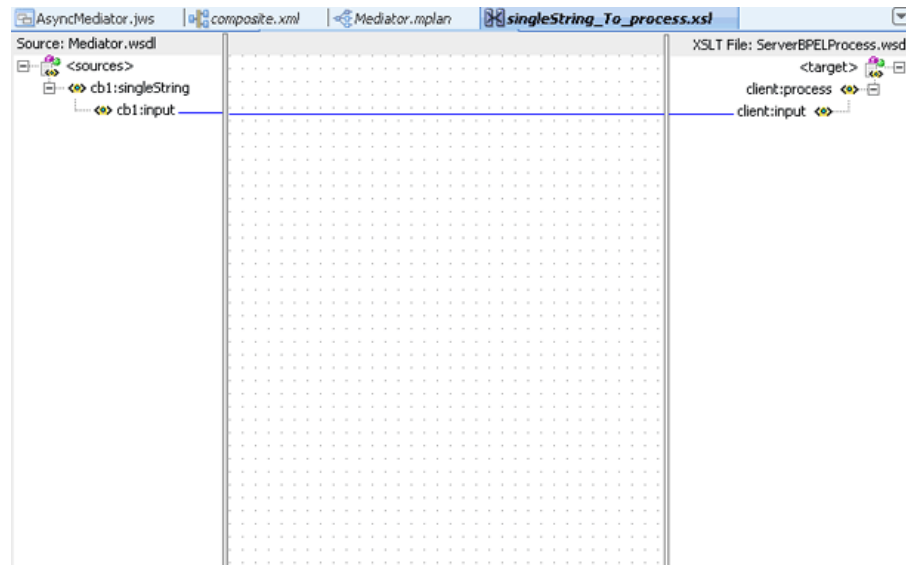 AsyncMediator.jws composite.xml Mediator.mplan singleString_To_process.xsl
Source: Mediator.wsdl XSLT File: ServerBPELProcess.wsd
<sources> <target>
cb1:singleString client:process
cb1:input client:input